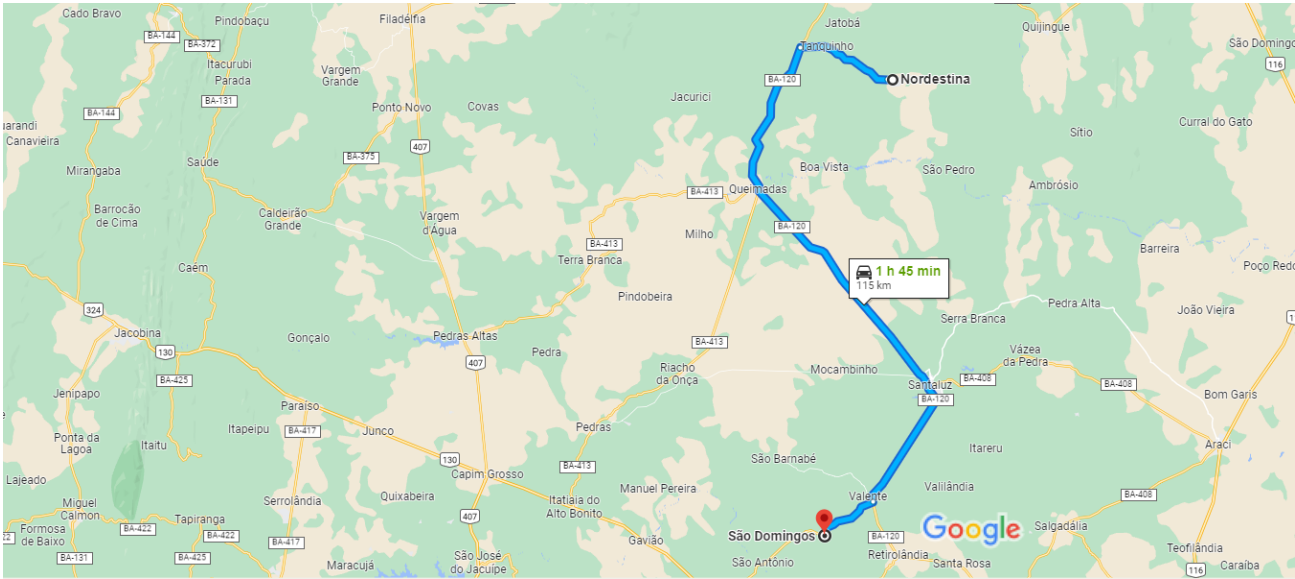 Cado Bravo
Pindobaçu
Filadélfia
Jatobá
Quijingue
BA-144
BA-372
Tanquinho
São Domingo
Itacurubi
116
Vargem
Grande
Parada
BA-120
Nordestina
BA-131
Jacurici
Ponto Novo
Covas
BA-144
Curral do Gato
uarandi
Canavieira
Sítio
407
BA-375
Saúde
Mirangaba
Boa Vista
São Pedro
Queimadas
BA-413
Ambrósio
Barrocão
de Cima
Caldeirão
Grande
Vargem
d'Água
BA-120
Milho
BA-413
Barreira
Terra Branca
Caém
Poço Redo
1 h 45 min
115 km
Pindobeira
324
Pedra Alta
João Vieira
Serra Branca
Jacobina
Gonçalo
Pedras Altas
BA-413
130
Pedra
Vázea
da Pedra
407
Riacho
da Onça
Mocambinho
BA-425
Santaluz
BA-408
BA-408
Jenipapo
Bom Garis
BA-120
Paraiso
Itapeipu
BA-417
Junco
Pedras
Ponta da
Lagoa
Itaitu
Araci
Itareru
130
São Barnabé
BA-413
Capim Grosso
Lajeado
Manuel Pereira
Valilândia
Valente
BA-408
Quixabeira
Serrolândia
Itatiaia do
Alto Bonito
Miguel
Calmon
407
Tapiranga
Google
Salgadália
BA-422
Formosa
de Baixo
22
BA-422
São Domingos
BA-120
Gavião
BA-417
Teofilândia
BA-131
BA-425
São José
do Jacuipe
Retirolândia
Maracujá
São Antônio
Santa Rosa
116
Caraíba